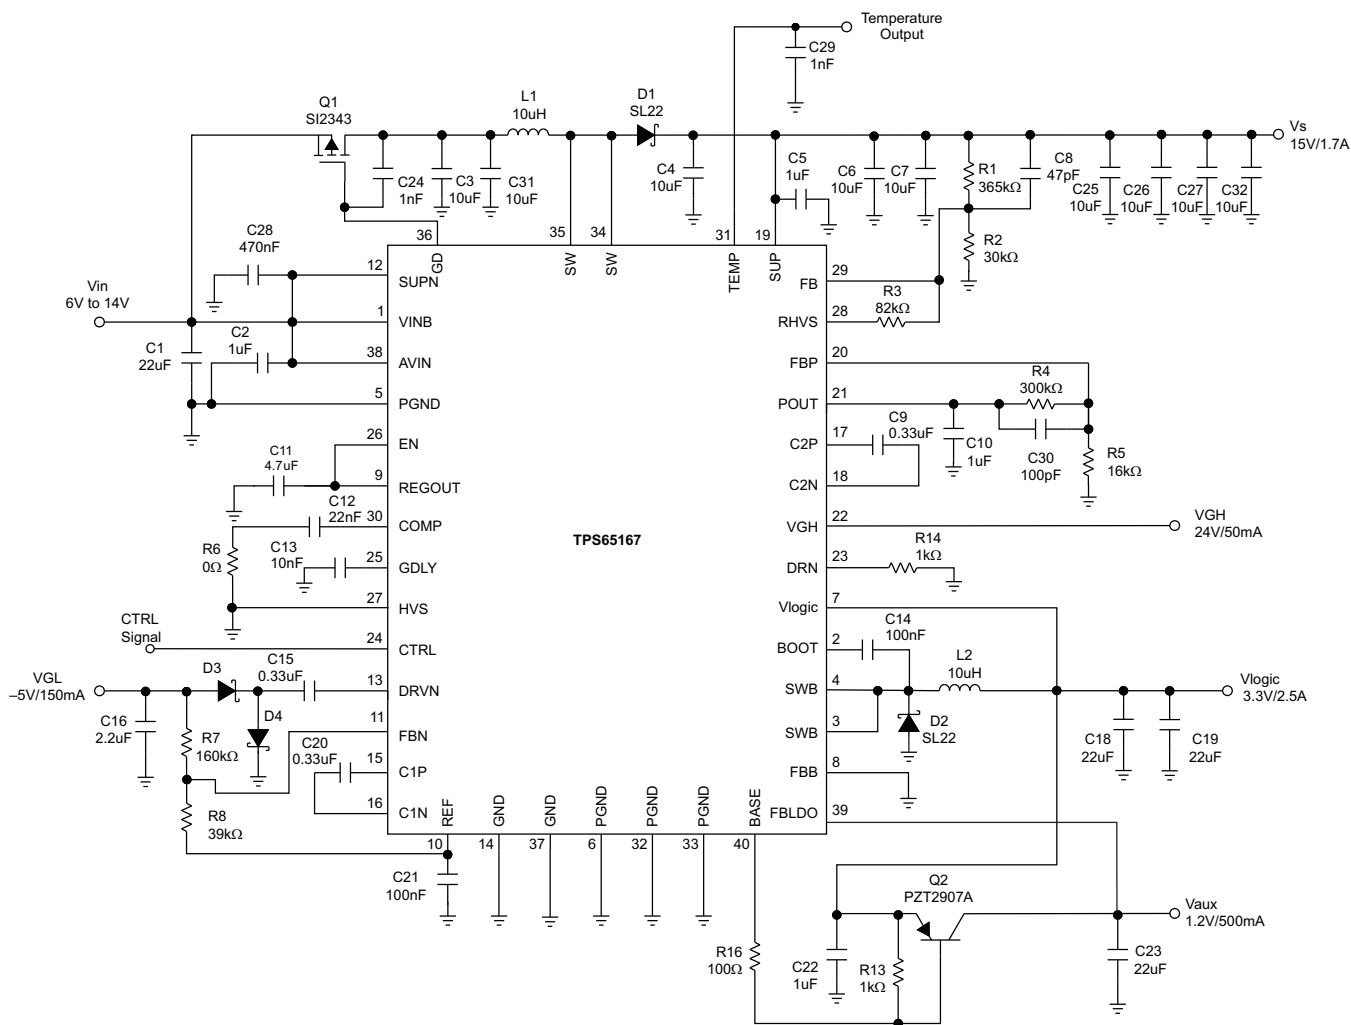 Temperature
Output
C29
1nF
Q1
SI2343
L1
10uH
D1
SL22
Vs
15V/1.7A
C24
1nF
C3
10uF
C31
10uF
C4
10uF
C5
1uF
C6
10uF
C7
10uF
R1
365kΩ
C8
47pF
C25
10uF
C26
10uF
C27
10uF
C32
10uF
R2
30kΩ
C28
470nF
36
GD
35
SW
34
SW
31
TEMP
19
SUP
Vin
6V to 14V
C1
22uF
C2
1uF
12
SUPN
1
VINB
38
AVIN
5
PGND
26
EN
C11
4.7uF
9
REGOUT
C12
22nF
30
COMP
R6
0Ω
C13
10nF
25
GDLY
27
HVS
CTRL
Signal
24
CTRL
VGL
–5V/150mA
D3
C15
0.33uF
13
DRVN
C16
2.2uF
R7
160kΩ
D4
11
FBN
C20
0.33uF
15
C1P
16
C1N
R8
39kΩ
TPS65167
FB
29
R3
82kΩ
RHVS
28
FBP
20
R4
300kΩ
POUT
21
C2P
17
C9
0.33uF
C10
1uF
C30
100pF
R5
16kΩ
C2N
18
VGH
22
VGH
24V/50mA
DRN
23
R14
1kΩ
Vlogic
7
C14
100nF
BOOT
2
SWB
4
L2
10uH
Vlogic
3.3V/2.5A
SWB
3
D2
SL22
C18
22uF
C19
22uF
FBB
8
FBLDO
39
REF
10
GND
14
GND
37
PGND
6
PGND
32
PGND
33
BASE
40
C21
100nF
Q2
PZT2907A
Vaux
1.2V/500mA
R16
100Ω
C22
1uF
R13
1kΩ
C23
22uF